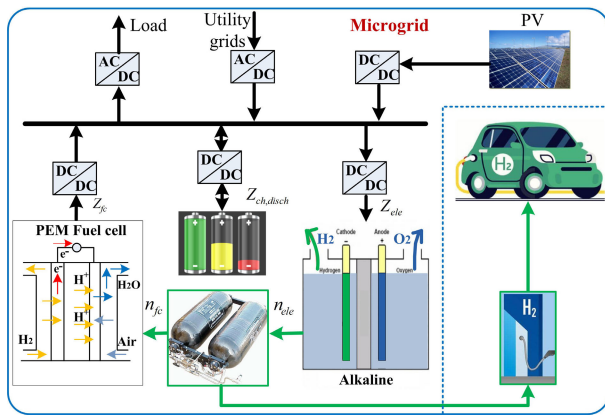 Load
Utility
grids
Microgrid
PV
AC
DC
AC
DC
DC
DC
DC
DC
DC
DC
DC
DC
Z_fc
Z_ch,disch
Z_ele
H₂
PEM Fuel cell
e⁻
e⁻
H⁺
H⁺
H₂O
H₂
Air
n_fc
n_ele
+
+
+
-
-
-
Cathode
-
Anode
+
H₂
O₂
Hydrogen
Oxygen
Alkaline
H₂